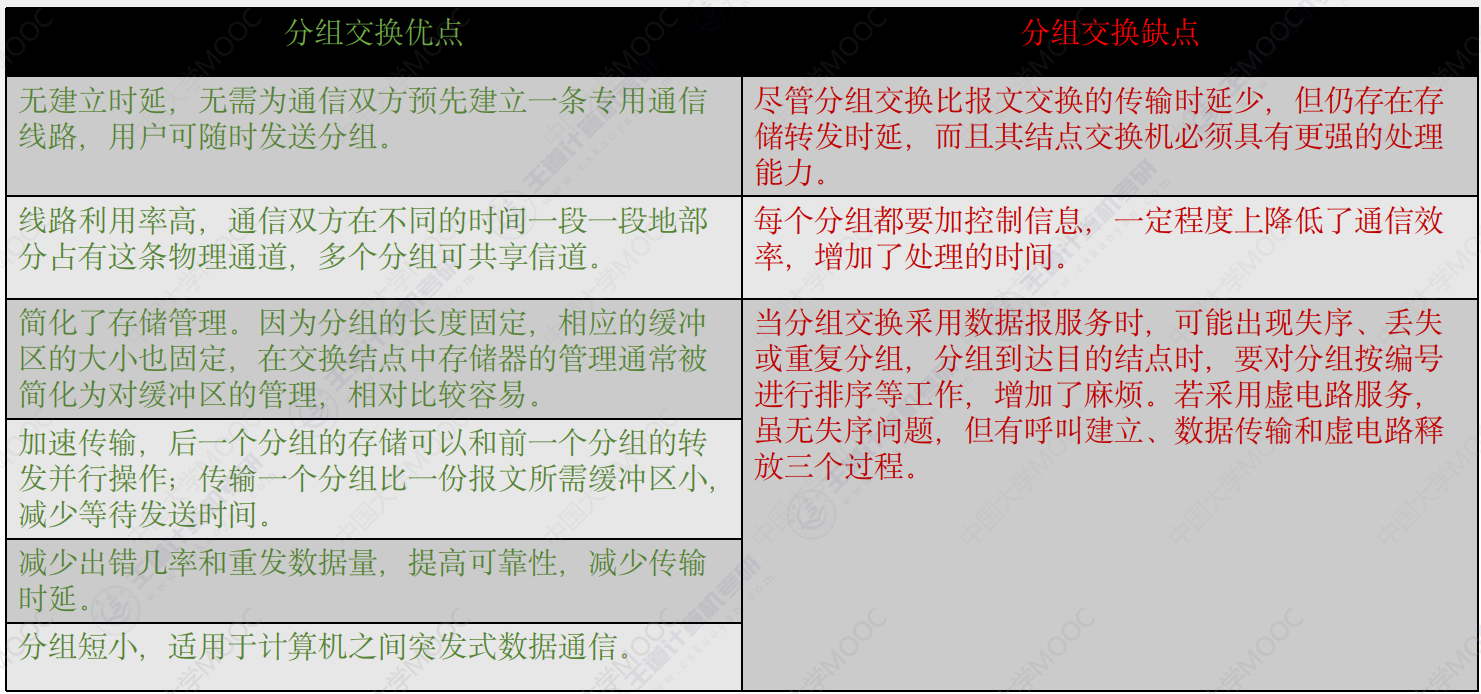 分组交换优点
分组交换缺点
无建立时延，无需为通信双方预先建立一条专用通信
线路，用户可随时发送分组。
尽管分组交换比报文交换的传输时延少，但仍存在存
储转发时延，而且其结点交换机必须具有更强的处理
能力。
线路利用率高，通信双方在不同的时间一段一段地部
分占有这条物理通道，多个分组可共享信道。
每个分组都要加控制信息，一定程度上降低了通信效
率，增加了处理的时间。
简化了存储管理。因为分组的长度固定，相应的缓冲
区的大小也固定，在交换结点中存储器的管理通常被
简化为对缓冲区的管理，相对比较容易。
当分组交换采用数据报服务时，可能出现失序、丢失
或重复分组，分组到达目的结点时，要对分组按编号
进行排序等工作，增加了麻烦。若采用虚电路服务，
虽无失序问题，但有呼叫建立、数据传输和虚电路释
放三个过程。
加速传输，后一个分组的存储可以和前一个分组的转
发并行操作；传输一个分组比一份报文所需缓冲区小，
减少等待发送时间。
减少出错几率和重发数据量，提高可靠性，减少传输
时延。
分组短小，适用于计算机之间突发式数据通信。
中国大学MOOC
王道计算机考研